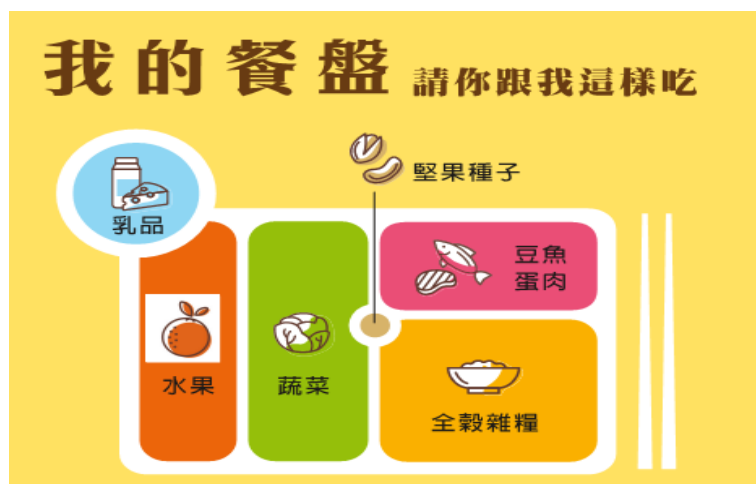 我的餐盤 請你跟我這樣吃
乳品
堅果種子
豆魚
蛋肉
水果
蔬菜
全穀雜糧